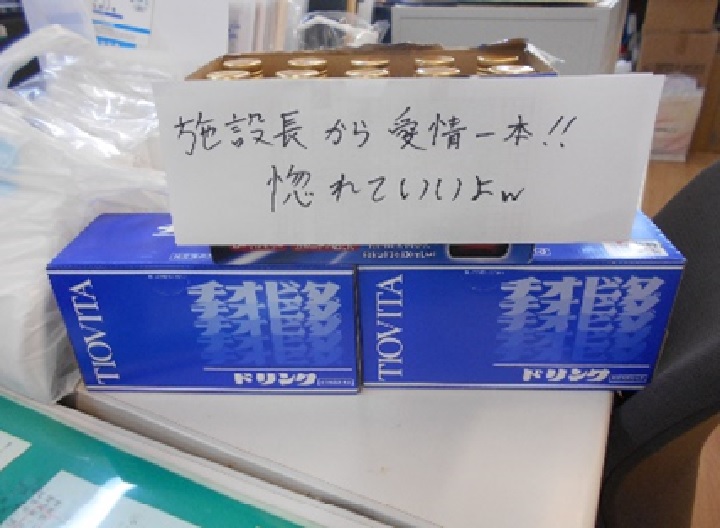 施設長から愛情一本!!
惚れていいよw
TIOVITA
チオビタ
ドリンク
TIOVITA
チオビタ
ドリンク